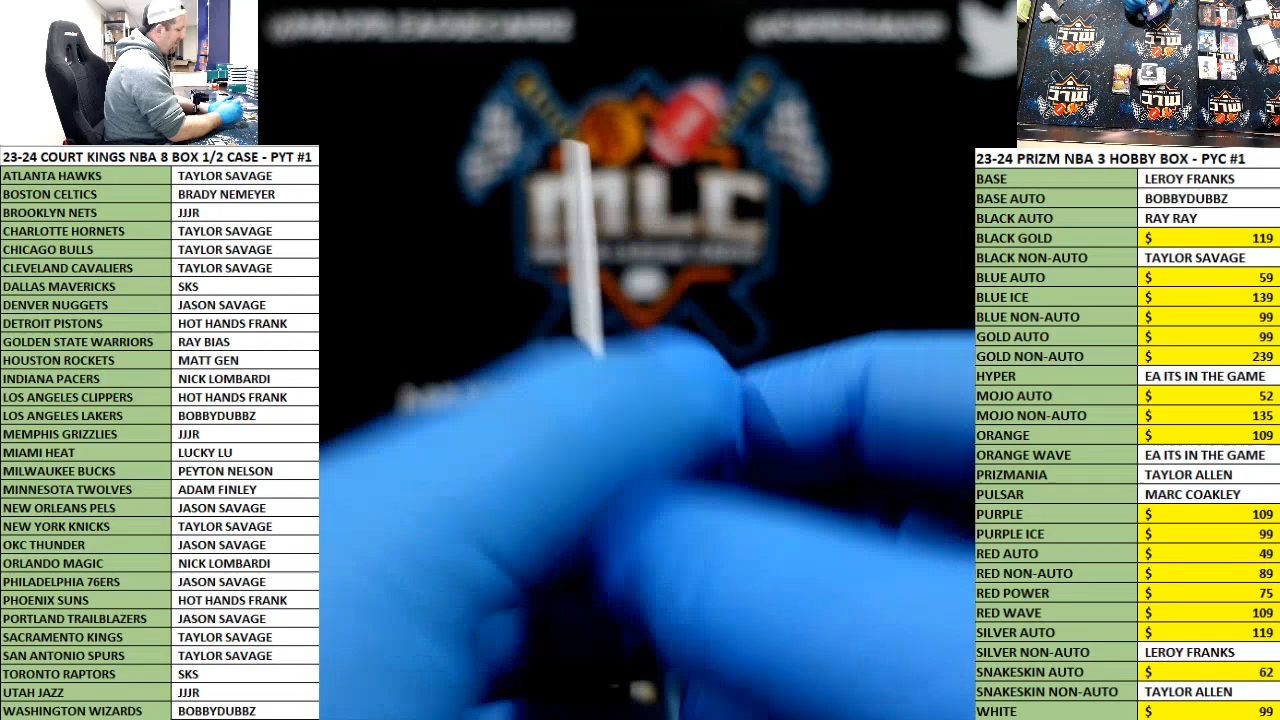 23-24 COURT KINGS NBA 8 BOX 1/2 CASE - PYT #1
ATLANTA HAWKS TAYLOR SAVAGE
BOSTON CELTICS BRADY NEMEYER
BROOKLYN NETS JJJR
CHARLOTTE HORNETS TAYLOR SAVAGE
CHICAGO BULLS TAYLOR SAVAGE
CLEVELAND CAVALIERS TAYLOR SAVAGE
DALLAS MAVERICKS SKS
DENVER NUGGETS JASON SAVAGE
DETROIT PISTONS HOT HANDS FRANK
GOLDEN STATE WARRIORS RAY BIAS
HOUSTON ROCKETS MATT GEN
INDIANA PACERS NICK LOMBARDI
LOS ANGELES CLIPPERS HOT HANDS FRANK
LOS ANGELES LAKERS BOBBYDUBBZ
MEMPHIS GRIZZLIES JJJR
MIAMI HEAT LUCKY LU
MILWAUKEE BUCKS PEYTON NELSON
MINNESOTA TWOLVES ADAM FINLEY
NEW ORLEANS PELS JASON SAVAGE
NEW YORK KNICKS TAYLOR SAVAGE
OKC THUNDER JASON SAVAGE
ORLANDO MAGIC NICK LOMBARDI
PHILADELPHIA 76ERS JASON SAVAGE
PHOENIX SUNS HOT HANDS FRANK
PORTLAND TRAILBLAZERS JASON SAVAGE
SACRAMENTO KINGS TAYLOR SAVAGE
SAN ANTONIO SPURS TAYLOR SAVAGE
TORONTO RAPTORS SKS
UTAH JAZZ JJJR
WASHINGTON WIZARDS BOBBYDUBBZ
MLC
23-24 PRIZM NBA 3 HOBBY BOX - PYC #1
BASE LEROY FRANKS
BASE AUTO BOBBYDUBBZ
BLACK AUTO RAY RAY
BLACK GOLD $ 119
BLACK NON-AUTO TAYLOR SAVAGE
BLUE AUTO $ 59
BLUE ICE $ 139
BLUE NON-AUTO $ 99
GOLD AUTO $ 99
GOLD NON-AUTO $ 239
HYPER EA ITS IN THE GAME
MOJO AUTO $ 52
MOJO NON-AUTO $ 135
ORANGE $ 109
ORANGE WAVE EA ITS IN THE GAME
PRIZMANIA TAYLOR ALLEN
PULSAR MARC COAKLEY
PURPLE $ 109
PURPLE ICE $ 99
RED AUTO $ 49
RED NON-AUTO $ 89
RED POWER $ 75
RED WAVE $ 109
SILVER AUTO $ 119
SILVER NON-AUTO LEROY FRANKS
SNAKESKIN AUTO $ 62
SNAKESKIN NON-AUTO TAYLOR ALLEN
WHITE $ 99